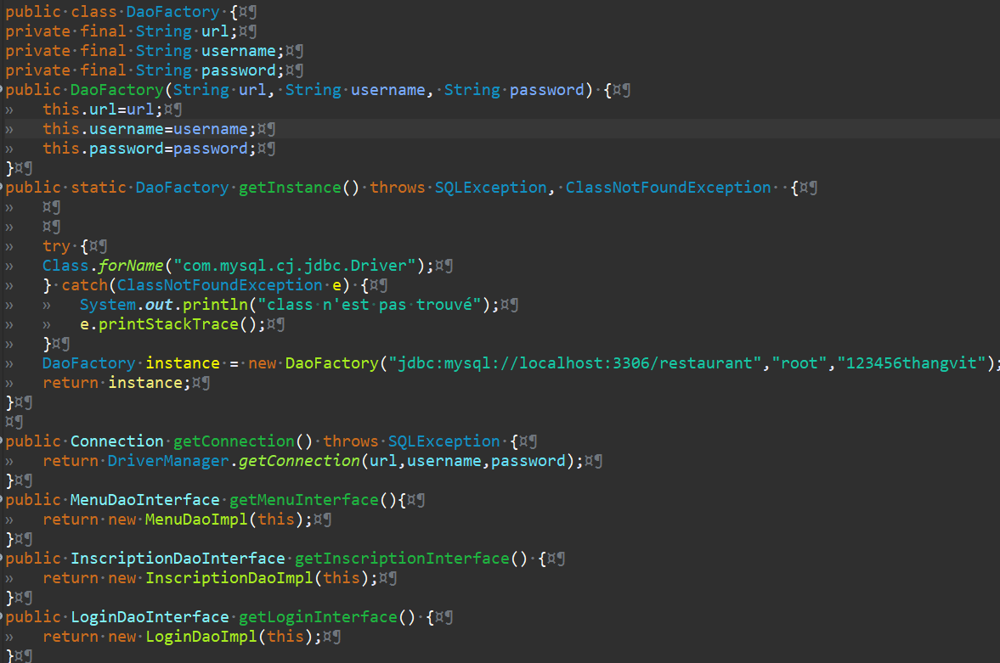 public class DaoFactory {
private final String url;
private final String username;
private final String password;
public DaoFactory(String url, String username, String password) {
	this.url=url;
	this.username=username;
	this.password=password;
}
public static DaoFactory getInstance() throws SQLException, ClassNotFoundException  {
	try {
	Class.forName("com.mysql.cj.jdbc.Driver");
	} catch(ClassNotFoundException e) {
		System.out.println("class n'est pas trouvé");
		e.printStackTrace();
	}
	DaoFactory instance = new DaoFactory("jdbc:mysql://localhost:3306/restaurant","root","123456thangvit");
	return instance;
}
public Connection getConnection() throws SQLException {
	return DriverManager.getConnection(url,username,password);
}
public MenuDaoInterface getMenuInterface(){
	return new MenuDaoImpl(this);
}
public InscriptionDaoInterface getInscriptionInterface() {
	return new InscriptionDaoImpl(this);
}
public LoginDaoInterface getLoginInterface() {
	return new LoginDaoImpl(this);
}